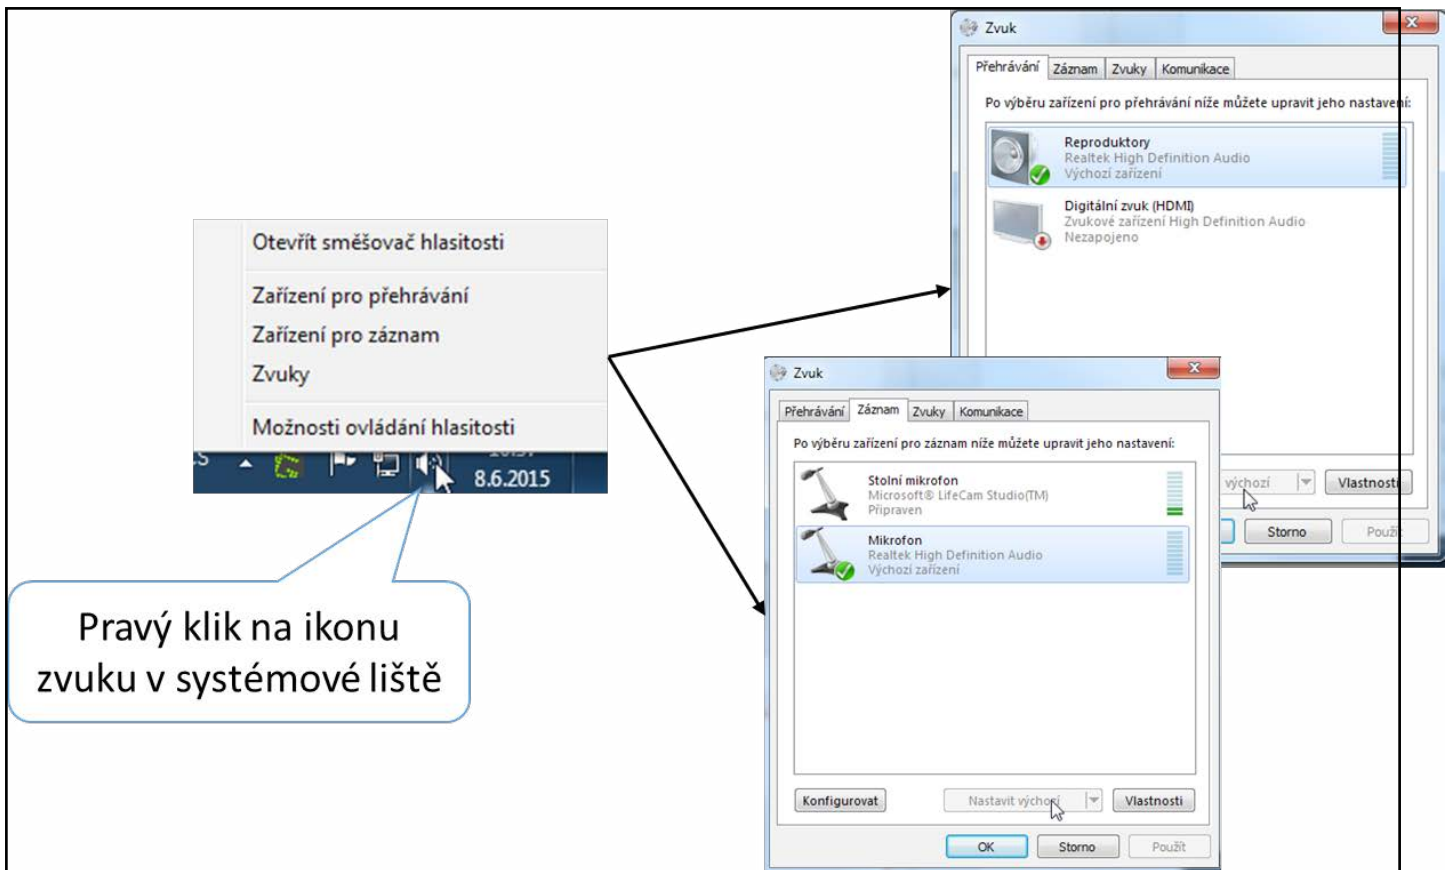 Otevřít směšovač hlasitosti
Zařízení pro přehrávání
Zařízení pro záznam
Zvuky
Možnosti ovládání hlasitosti
8.6.2015
Pravý klik na ikonu
zvuku v systémové liště
Zvuk
Přehrávání Záznam Zvuky Komunikace
Po výběru zařízení pro přehrávání níže můžete upravit jeho nastavení:
Reproduktory
Realtek High Definition Audio
Výchozí zařízení
Digitální zvuk (HDMI)
Zvukové zařízení High Definition Audio
Nezapojeno
výchozí Vlastnosti
Storno Použít
Zvuk
Přehrávání Záznam Zvuky Komunikace
Po výběru zařízení pro záznam níže můžete upravit jeho nastavení:
Stolní mikrofon
Microsoft® LifeCam Studio(TM)
Připraven
Mikrofon
Realtek High Definition Audio
Výchozí zařízení
Konfigurovat Nastavit výchozí Vlastnosti
OK Storno Použít